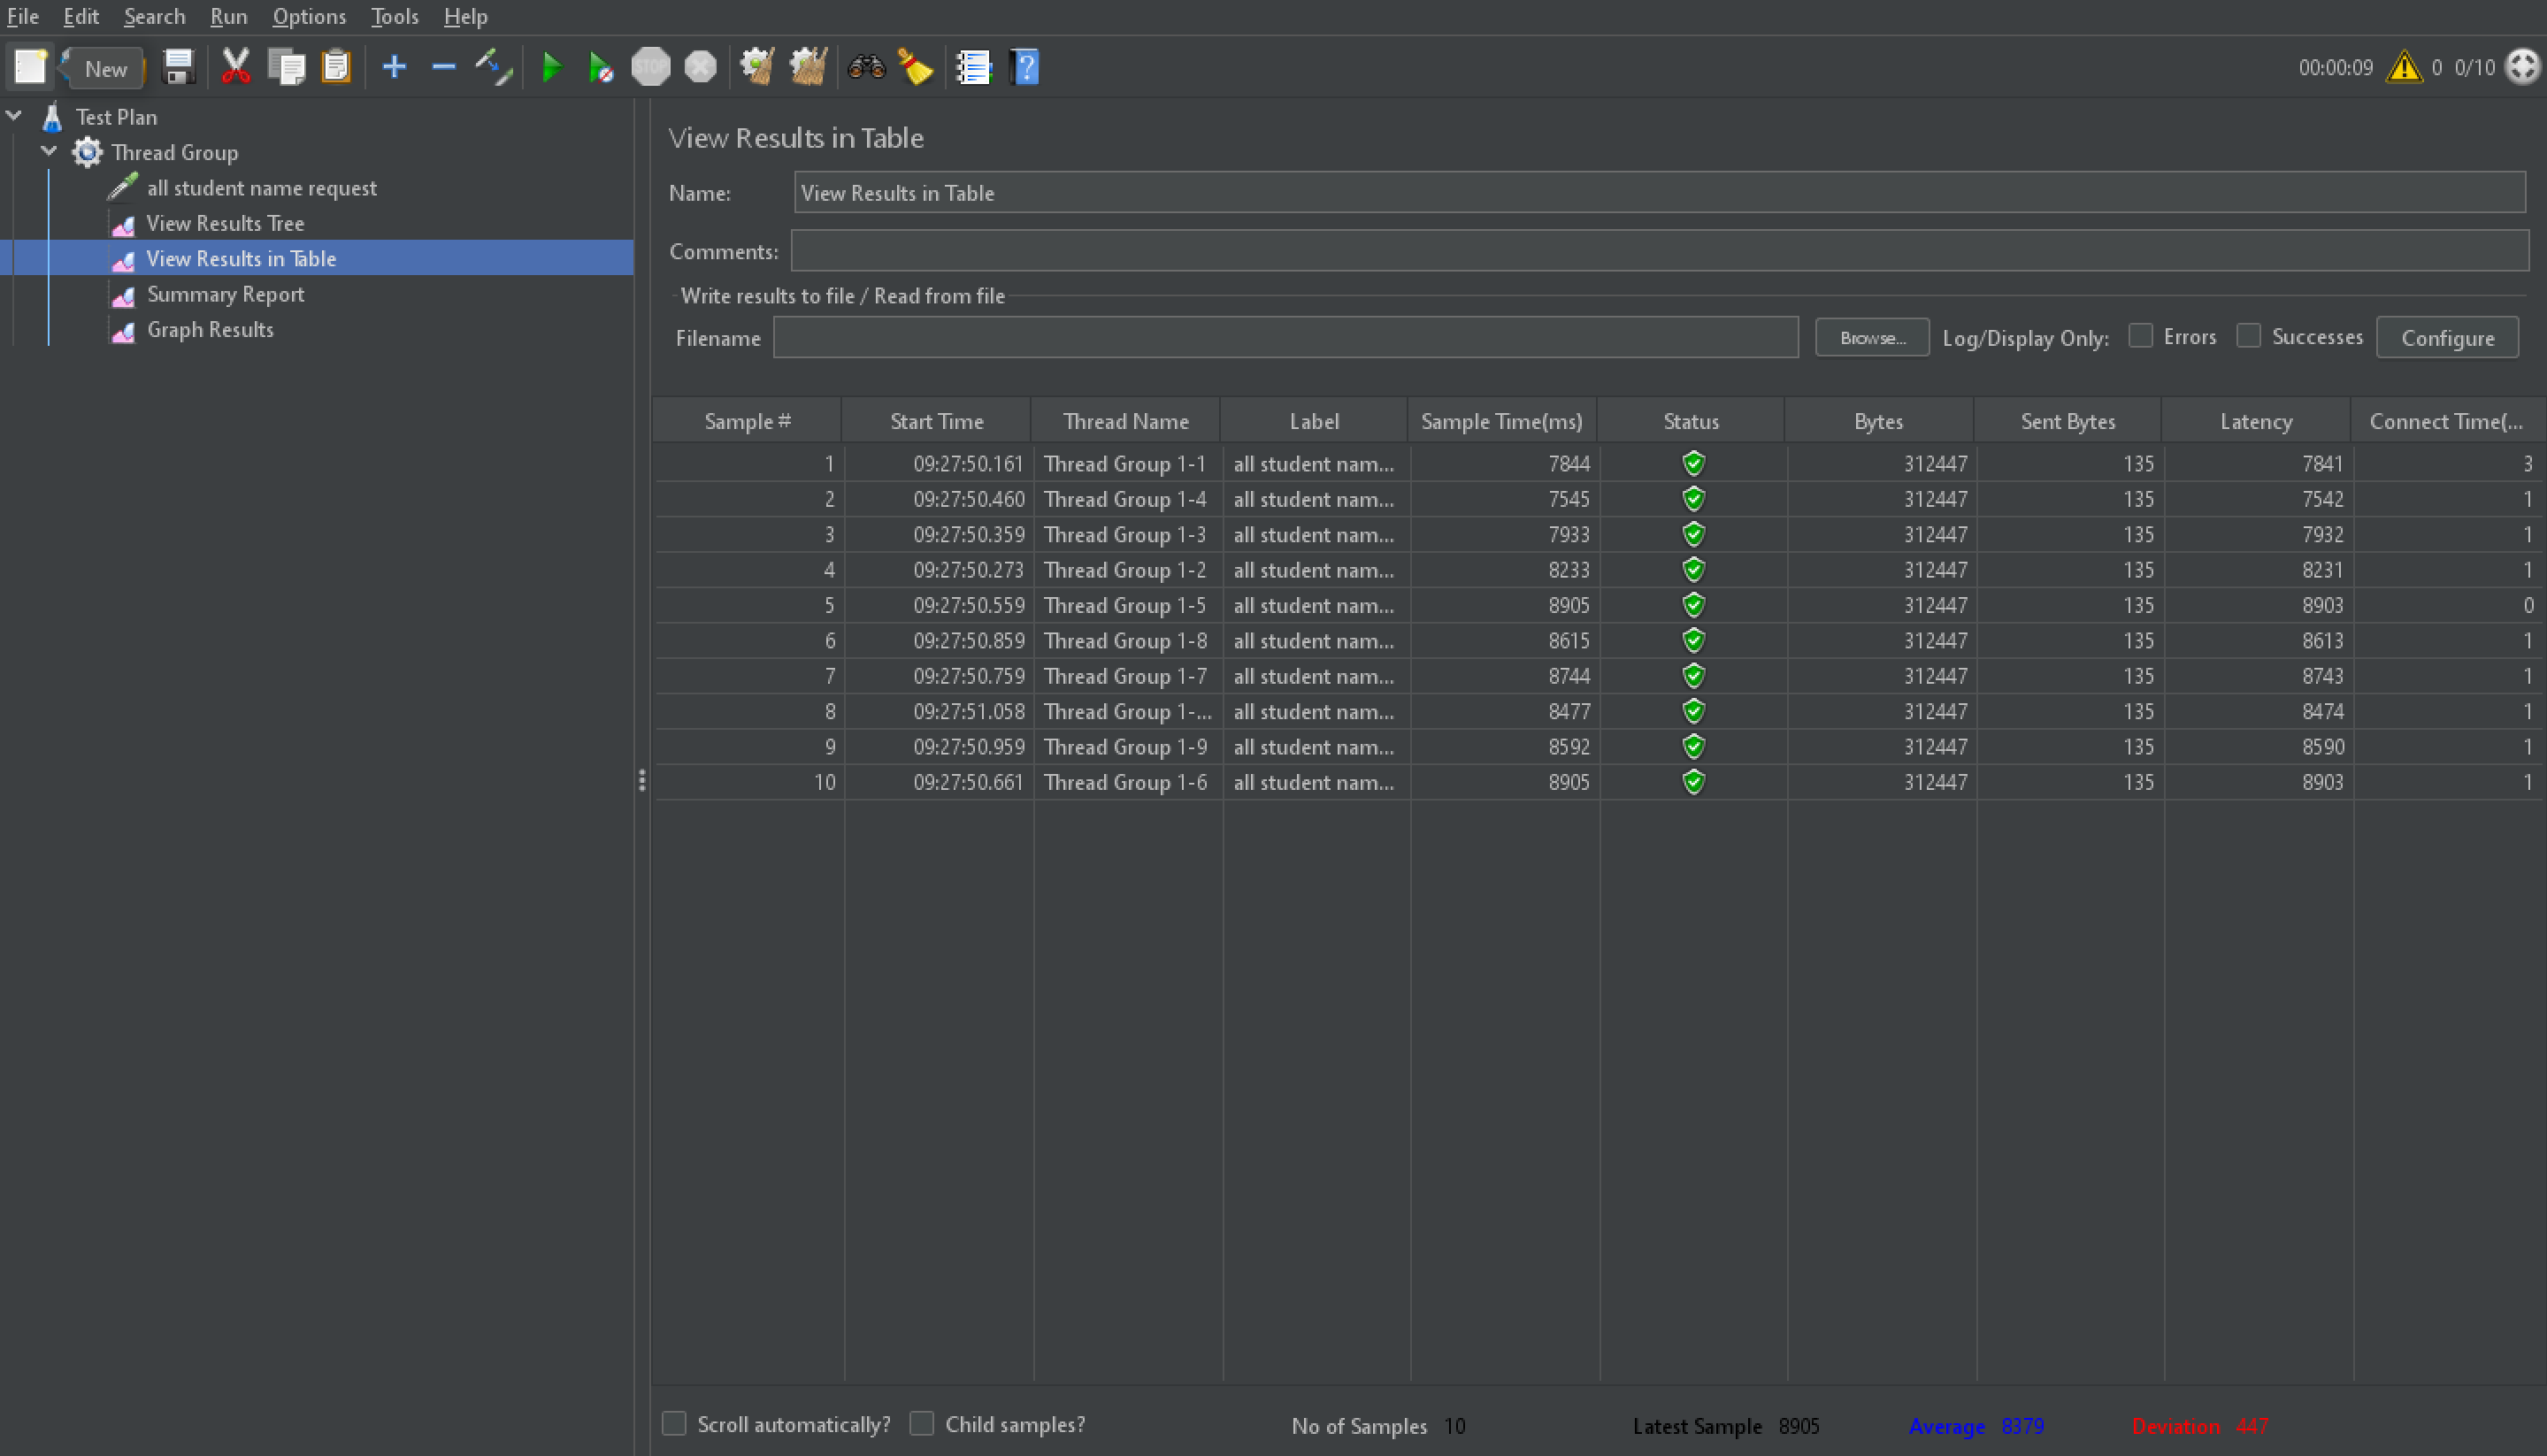 File Edit Search Run Options Tools Help
New STOP ? 00:00:09 0 0/10
Test Plan
Thread Group
all student name request
View Results Tree
View Results in Table
Summary Report
Graph Results
View Results in Table
Name: View Results in Table
Comments:
Write results to file / Read from file
Filename Browse... Log/Display Only: Errors Successes Configure
Sample # Start Time Thread Name Label Sample Time(ms) Status Bytes Sent Bytes Latency Connect Time(...
1 09:27:50.161 Thread Group 1-1 all student nam... 7844 312447 135 7841 3
2 09:27:50.460 Thread Group 1-4 all student nam... 7545 312447 135 7542 1
3 09:27:50.359 Thread Group 1-3 all student nam... 7933 312447 135 7932 1
4 09:27:50.273 Thread Group 1-2 all student nam... 8233 312447 135 8231 1
5 09:27:50.559 Thread Group 1-5 all student nam... 8905 312447 135 8903 0
6 09:27:50.859 Thread Group 1-8 all student nam... 8615 312447 135 8613 1
7 09:27:50.759 Thread Group 1-7 all student nam... 8744 312447 135 8743 1
8 09:27:51.058 Thread Group 1-... all student nam... 8477 312447 135 8474 1
9 09:27:50.959 Thread Group 1-9 all student nam... 8592 312447 135 8590 1
10 09:27:50.661 Thread Group 1-6 all student nam... 8905 312447 135 8903 1
Scroll automatically? Child samples? No of Samples 10 Latest Sample 8905 Average 8379 Deviation 447